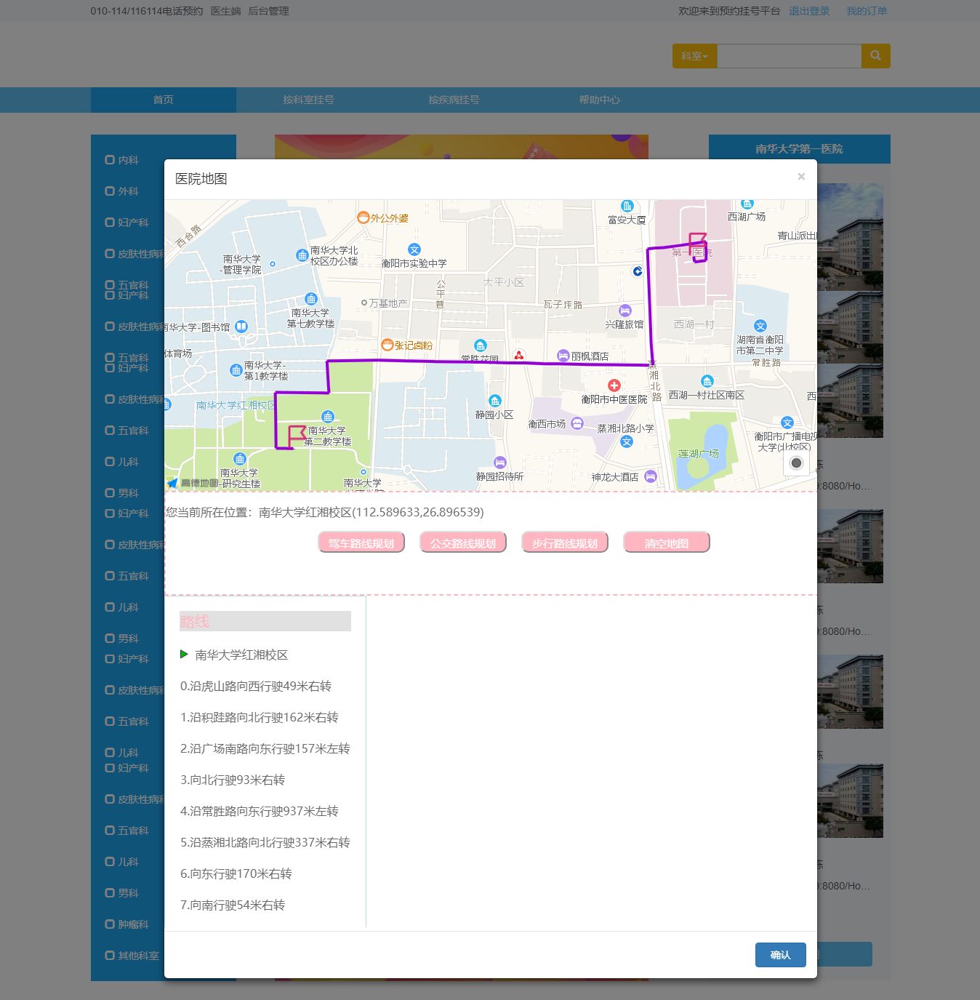 010-114/116114电话预约 医生端 后台管理
欢迎来到预约挂号平台 退出登录 我的订单
科室
首页 按科室挂号 按疾病挂号 帮助中心
南华大学第一医院
内科
外科
妇产科
皮肤性病科
五官科
妇产科
皮肤性病科
五官科
妇产科
皮肤性病科
五官科
儿科
男科
妇产科
皮肤性病科
五官科
儿科
男科
妇产科
皮肤性病科
五官科
儿科
妇产科
皮肤性病科
五官科
儿科
男科
肿瘤科
其他科室
医院地图 ×
西台路
外公外婆
富安大厦
西湖广场
青山派出
南华大学
-管理学院
南华大学北
校区办公楼
衡阳市实验中学
第一医院
公平巷
太平小区
万基地产
瓦子坪路
南华大学
第七教学楼
兴隆旅馆
西湖一村
南华大学-图书馆
湖南省衡阳
市第二中学
体育场
张记卤粉
常胜花园
丽枫酒店
常胜路
南华大学-
第1教学楼
蒸湘北路
南华大学红湘校区
衡阳市中医医院
西湖一村社区南区
西
静园小区
衡西市场
蒸湘北路小学
南华大学
第二教学楼
衡阳市广播电视
大学(北校区)
莲湖广场
南华大学
-研究生楼
静园招待所
神龙大酒店
南华大学
高德地图
您当前所在位置：南华大学红湘校区(112.589633,26.896539)
驾车路线规划 公交路线规划 步行路线规划 清空地图
路线
南华大学红湘校区
0.沿虎山路向西行驶49米右转
1.沿积跬路向北行驶162米右转
2.沿广场南路向东行驶157米左转
3.向北行驶93米右转
4.沿常胜路向东行驶937米左转
5.沿蒸湘北路向北行驶337米右转
6.向东行驶170米右转
7.向南行驶54米右转
确认
栋
9:8080/Ho...
栋
9:8080/Ho...
栋
栋
9:8080/Ho...